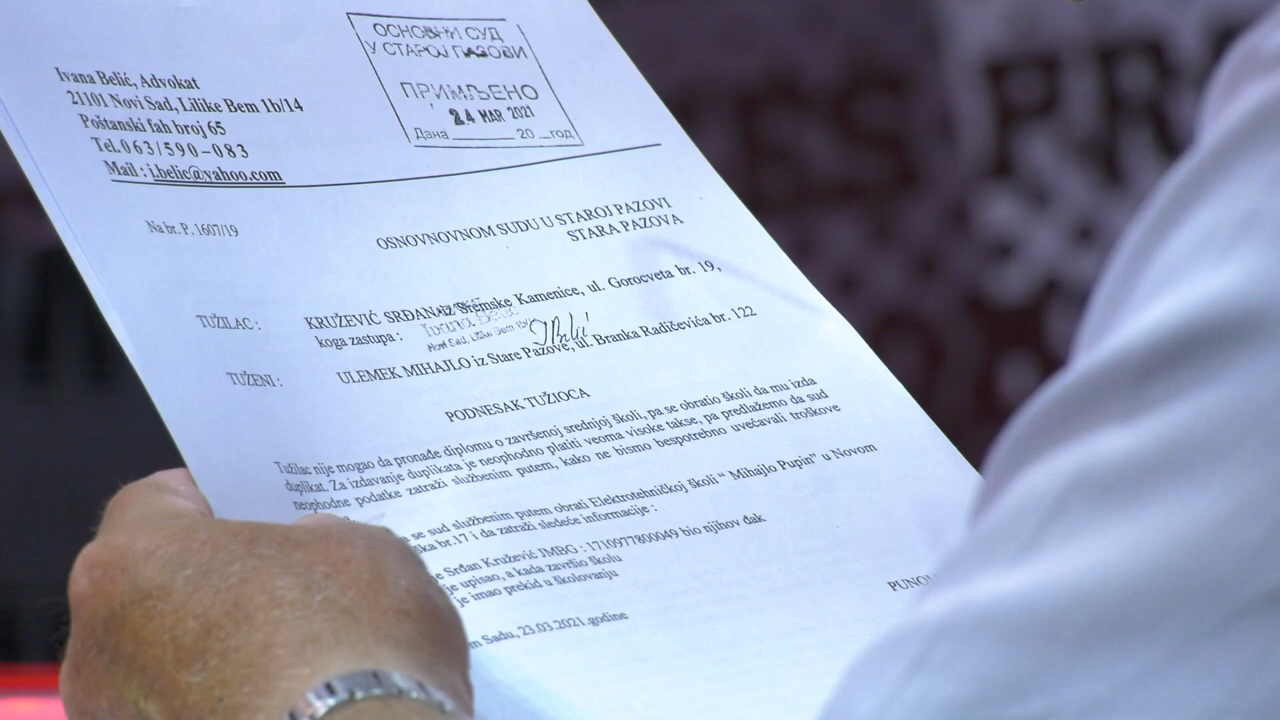 ОСНОВНИ СУД
У СТАРОЈ ПАЗОВИ
ПРИМЉЕНО
24 MAR 2021
Дана 20 год
Ivana Belić, Advokat
21101 Novi Sad, Lilike Bem 1b/14
Poštanski fah broj 65
Tel.063/590-083
Mail : i.belic@yahoo.com
Na br. P. 1607/19
OSNOVNOVNOM SUDU U STAROJ PAZOVI
STARA PAZOVA
TUŽILAC : KRUŽEVIĆ SRĐAN iz Sremske Kamenice, ul. Gorocveta br. 19,
koga zastupa :
Novi Sad, Lilike Bem 1b/
TUŽENI : ULEMEK MIHAJLO iz Stare Pazove, ul. Branka Radičevića br. 122
PODNESAK TUŽIOCA
Tužilac nije mogao da pronađe diplomu o završenoj srednjoj školi, pa se obratio školi da mu izda
duplikat. Za izdavanje duplikata je neophodno platiti veoma visoke takse, pa predlažemo da sud
neophodne podatke zatraži službenim putem, kako ne bismo bespotrebno uvećavali troškove
se sud službenim putem obrati Elektrotehničkoj školi “ Mihajlo Pupin” u Novom
br.17 i da zatraži sledeće informacije :
Srđan Kružević JMBG : 1710977800049 bio njihov đak
je upisao, a kada završio školu
je imao prekid u školovanju
Sadu, 23.03.2021.godine